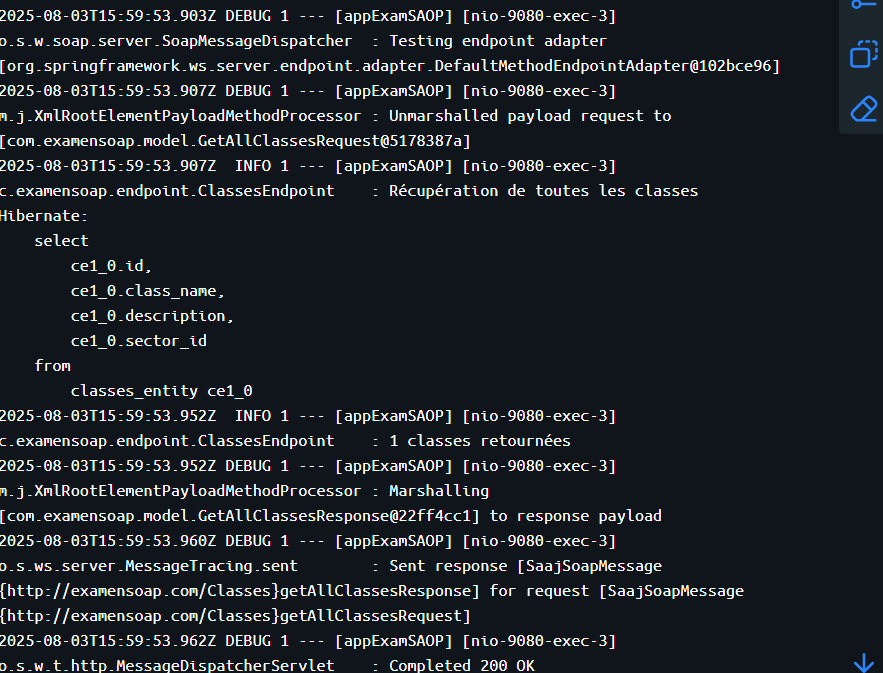 2025-08-03T15:59:53.903Z DEBUG 1 --- [appExamSAOP] [nio-9080-exec-3]
o.s.w.soap.server.SoapMessageDispatcher  : Testing endpoint adapter
[org.springframework.ws.server.endpoint.adapter.DefaultMethodEndpointAdapter@102bce96]
2025-08-03T15:59:53.907Z DEBUG 1 --- [appExamSAOP] [nio-9080-exec-3]
m.j.XmlRootElementPayloadMethodProcessor : Unmarshalled payload request to
[com.examensoap.model.GetAllClassesRequest@5178387a]
2025-08-03T15:59:53.907Z  INFO 1 --- [appExamSAOP] [nio-9080-exec-3]
c.examensoap.endpoint.ClassesEndpoint    : Récupération de toutes les classes
Hibernate:
    select
        ce1_0.id,
        ce1_0.class_name,
        ce1_0.description,
        ce1_0.sector_id
    from
        classes_entity ce1_0
2025-08-03T15:59:53.952Z  INFO 1 --- [appExamSAOP] [nio-9080-exec-3]
c.examensoap.endpoint.ClassesEndpoint    : 1 classes retournées
2025-08-03T15:59:53.952Z DEBUG 1 --- [appExamSAOP] [nio-9080-exec-3]
m.j.XmlRootElementPayloadMethodProcessor : Marshalling
[com.examensoap.model.GetAllClassesResponse@22ff4cc1] to response payload
2025-08-03T15:59:53.960Z DEBUG 1 --- [appExamSAOP] [nio-9080-exec-3]
o.s.ws.server.MessageTracing.sent        : Sent response [SaajSoapMessage
{http://examensoap.com/Classes}getAllClassesResponse] for request [SaajSoapMessage
{http://examensoap.com/Classes}getAllClassesRequest]
2025-08-03T15:59:53.962Z DEBUG 1 --- [appExamSAOP] [nio-9080-exec-3]
o.s.w.t.http.MessageDispatcherServlet    : Completed 200 OK